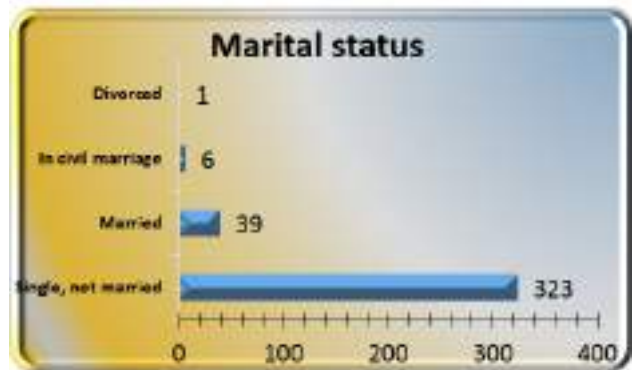 Marital status
Divorced 1
In civil marriage 6
Married 39
Single, not married 323
0 100 200 300 400